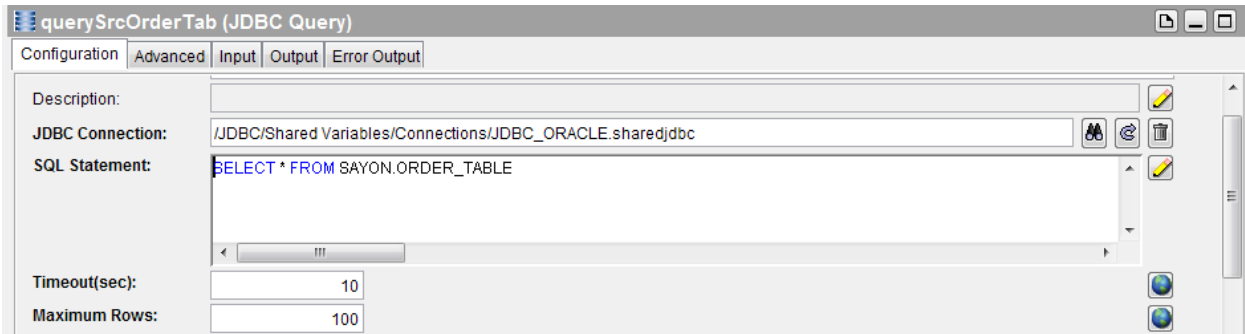 querySrcOrderTab (JDBC Query)
Configuration Advanced Input Output Error Output
Description:
JDBC Connection: /JDBC/Shared Variables/Connections/JDBC_ORACLE.sharedjdbc
SQL Statement: SELECT * FROM SAYON.ORDER_TABLE
Timeout(sec): 10
Maximum Rows: 100